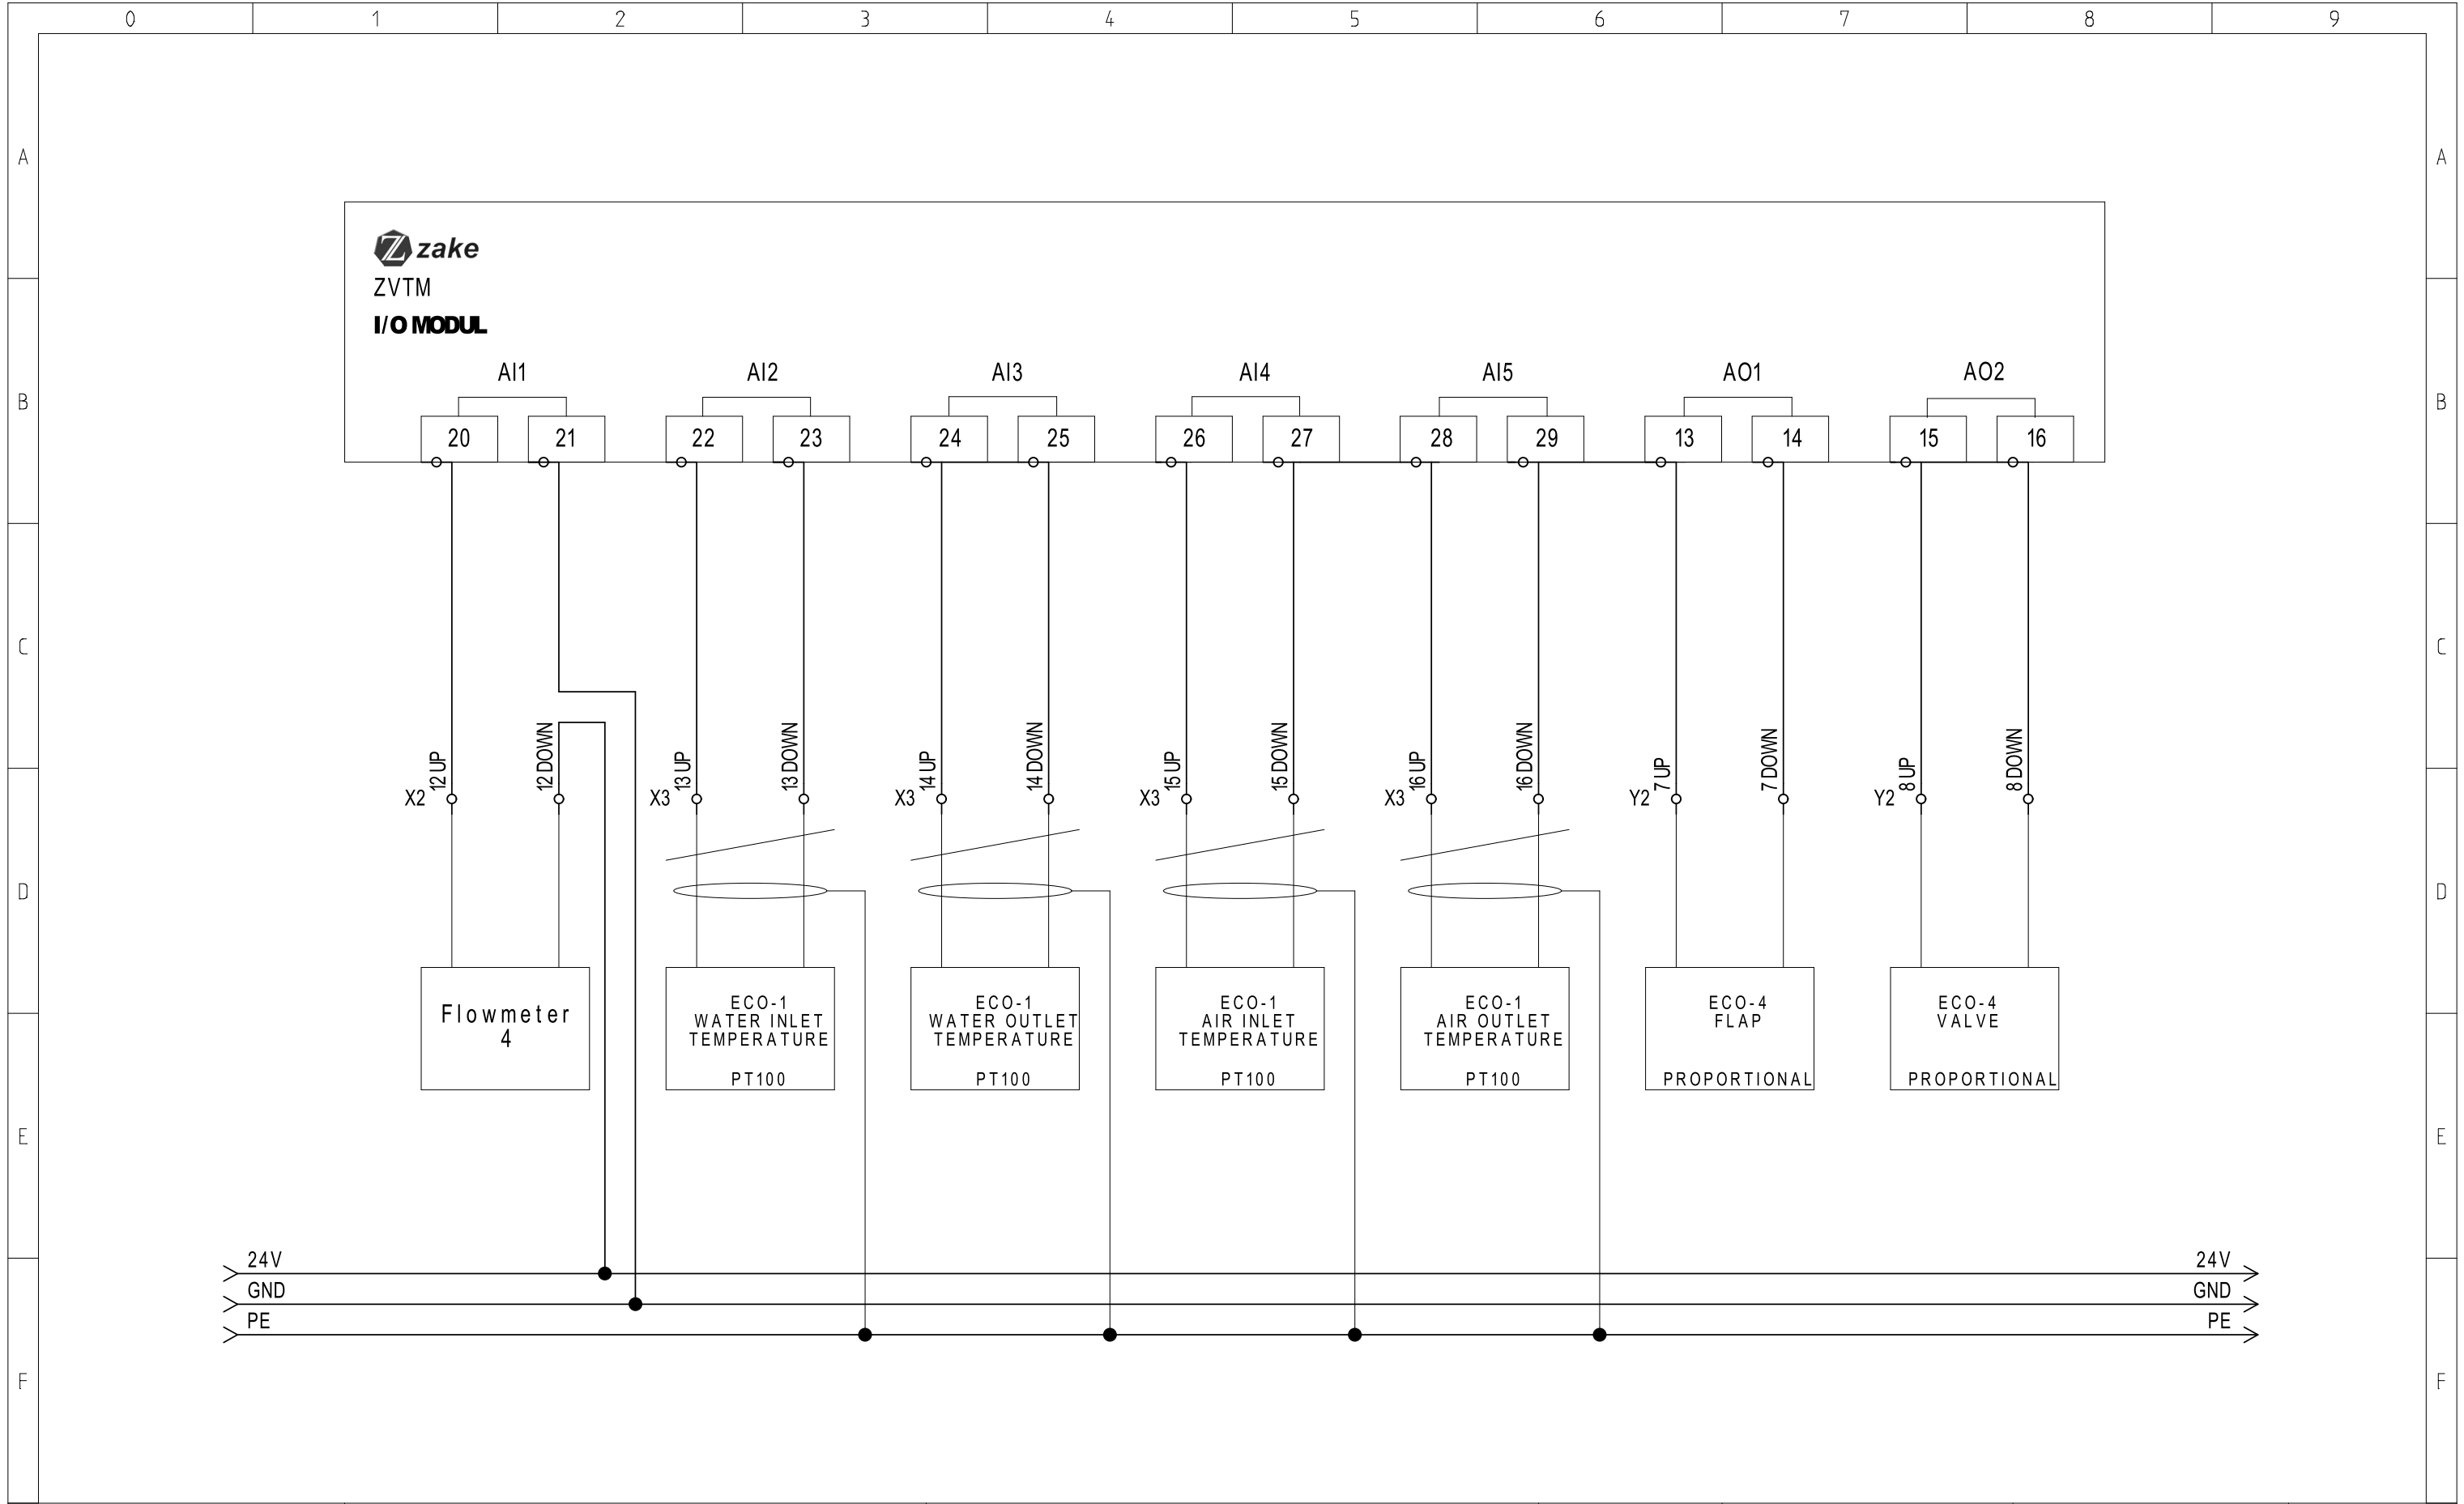 0 1 2 3 4 5 6 7 8 9
A A
zake
ZVTM
I/O MODUL
AI1 AI2 AI3 AI4 AI5 AO1 AO2
B B
20 21 22 23 24 25 26 27 28 29 13 14 15 16
C C
12 UP 12 DOWN 13 UP 13 DOWN 14 UP 14 DOWN 15 UP 15 DOWN 16 UP 16 DOWN 7 UP 7 DOWN 8 UP 8 DOWN
X2 X3 X3 X3 X3 Y2 Y2
D D
Flowmeter
4
ECO-1
WATER INLET
TEMPERATURE
PT100
ECO-1
WATER OUTLET
TEMPERATURE
PT100
ECO-1
AIR INLET
TEMPERATURE
PT100
ECO-1
AIR OUTLET
TEMPERATURE
PT100
ECO-4
FLAP
PROPORTIONAL
ECO-4
VALVE
PROPORTIONAL
E E
24V 24V
GND GND
PE PE
F F